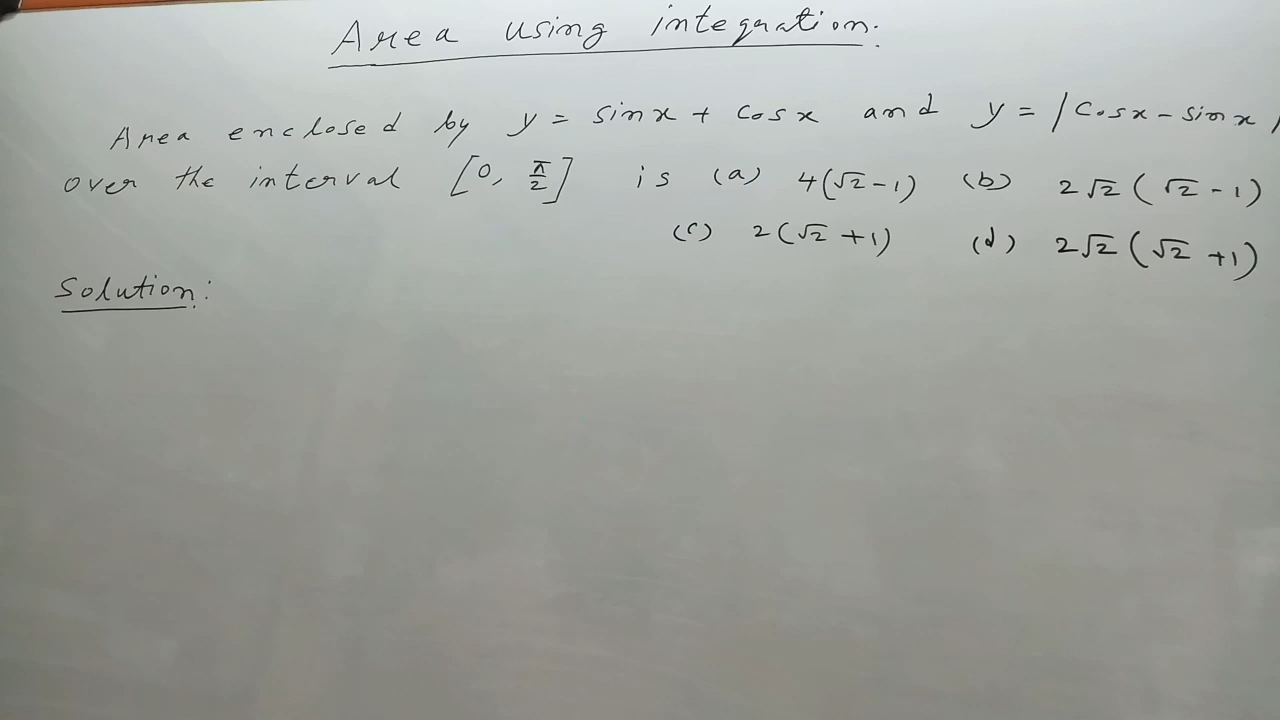 Area using integration.
Area enclosed by y = sinx + cosx and y = |cosx - sinx|
over the interval [0, π/2] is (a) 4(√2-1) (b) 2√2(√2-1)
(c) 2(√2+1) (d) 2√2(√2+1)
Solution: